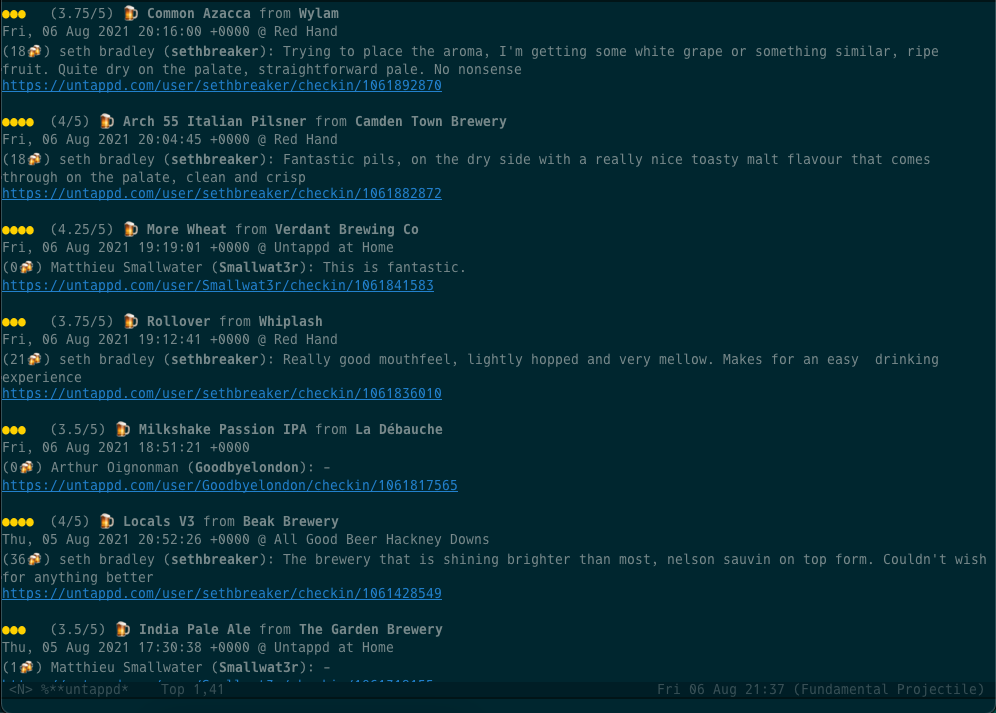 ●●● (3.75/5) 🍺 Common Azacca from Wylam
Fri, 06 Aug 2021 20:16:00 +0000 @ Red Hand
(18🍻) seth bradley (sethbreaker): Trying to place the aroma, I'm getting some white grape or something similar, ripe
fruit. Quite dry on the palate, straightforward pale. No nonsense
https://untappd.com/user/sethbreaker/checkin/1061892870
●●●● (4/5) 🍺 Arch 55 Italian Pilsner from Camden Town Brewery
Fri, 06 Aug 2021 20:04:45 +0000 @ Red Hand
(18🍻) seth bradley (sethbreaker): Fantastic pils, on the dry side with a really nice toasty malt flavour that comes
through on the palate, clean and crisp
https://untappd.com/user/sethbreaker/checkin/1061882872
●●●● (4.25/5) 🍺 More Wheat from Verdant Brewing Co
Fri, 06 Aug 2021 19:19:01 +0000 @ Untappd at Home
(0🍻) Matthieu Smallwater (Smallwat3r): This is fantastic.
https://untappd.com/user/Smallwat3r/checkin/1061841583
●●● (3.75/5) 🍺 Rollover from Whiplash
Fri, 06 Aug 2021 19:12:41 +0000 @ Red Hand
(21🍻) seth bradley (sethbreaker): Really good mouthfeel, lightly hopped and very mellow. Makes for an easy  drinking
experience
https://untappd.com/user/sethbreaker/checkin/1061836010
●●● (3.5/5) 🍺 Milkshake Passion IPA from La Débauche
Fri, 06 Aug 2021 18:51:21 +0000
(0🍻) Arthur Oignonman (Goodbyelondon): -
https://untappd.com/user/Goodbyelondon/checkin/1061817565
●●●● (4/5) 🍺 Locals V3 from Beak Brewery
Thu, 05 Aug 2021 20:52:26 +0000 @ All Good Beer Hackney Downs
(36🍻) seth bradley (sethbreaker): The brewery that is shining brighter than most, nelson sauvin on top form. Couldn't wish
for anything better
https://untappd.com/user/sethbreaker/checkin/1061428549
●●● (3.5/5) 🍺 India Pale Ale from The Garden Brewery
Thu, 05 Aug 2021 17:30:38 +0000 @ Untappd at Home
(1🍻) Matthieu Smallwater (Smallwat3r): -
<N> %**untappd* Top 1,41 Fri 06 Aug 21:37 (Fundamental Projectile)